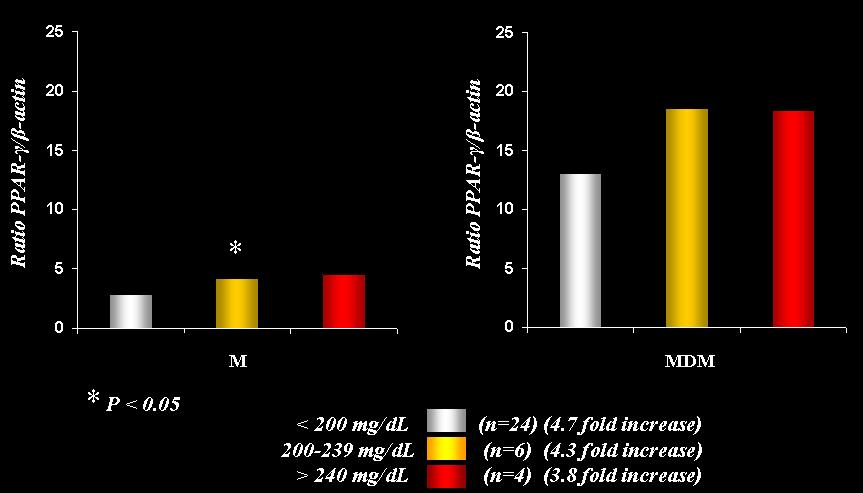 25
20
15
10
5
0
Ratio PPAR-γ/β-actin
*
M
25
20
15
10
5
0
Ratio PPAR-γ/β-actin
MDM
* P < 0.05
< 200 mg/dL (n=24) (4.7 fold increase)
200-239 mg/dL (n=6) (4.3 fold increase)
> 240 mg/dL (n=4) (3.8 fold increase)